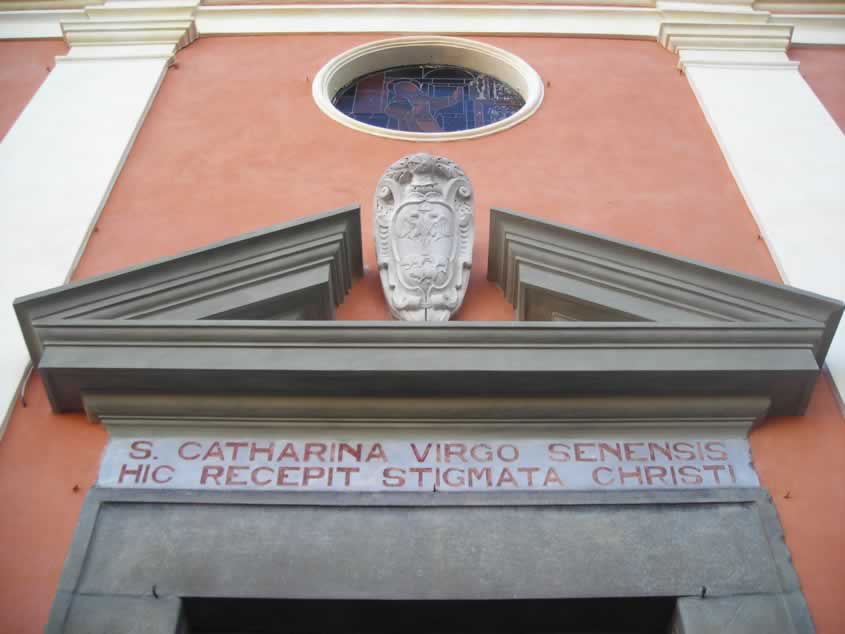 S. CATHARINA VIRGO SENENSIS
HIC RECEPIT STIGMATA CHRISTI